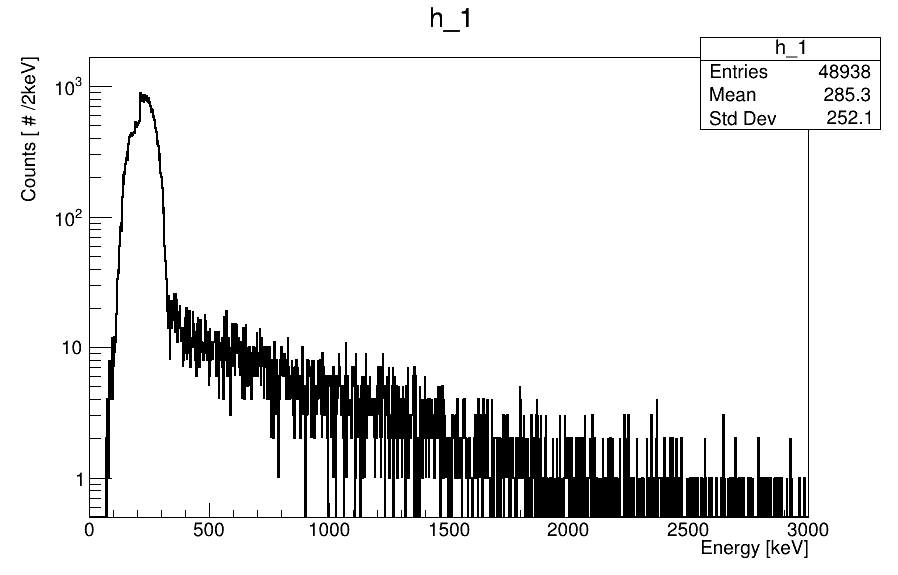 h_1
h_1
Entries 48938
Mean 285.3
Std Dev 252.1
Counts [ # /2keV]
10³
10²
10
1
0 500 1000 1500 2000 2500 3000
Energy [keV]